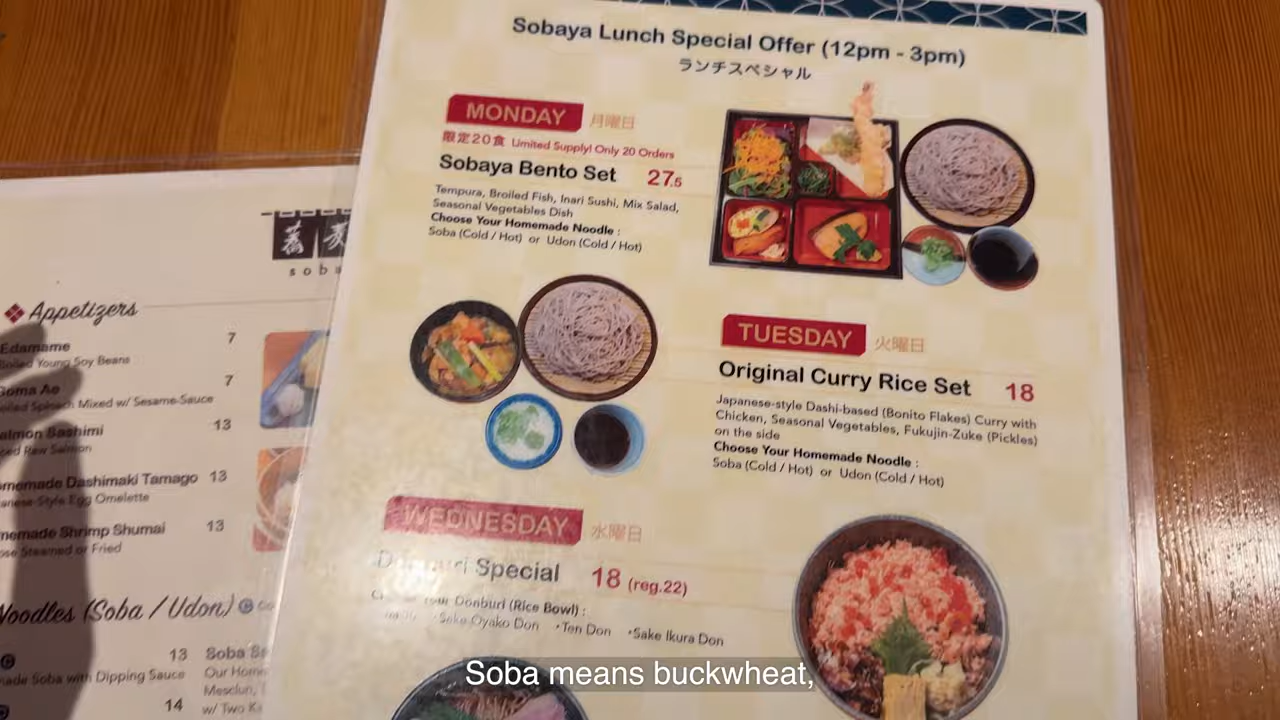 Sobaya Lunch Special Offer (12pm - 3pm)
ランチスペシャル
MONDAY 月曜日
限定20食 Limited Supply! Only 20 Orders
Sobaya Bento Set 27.5
Tempura, Broiled Fish, Inari Sushi, Mix Salad,
Seasonal Vegetables Dish
Choose Your Homemade Noodle :
Soba (Cold / Hot) or Udon (Cold / Hot)
TUESDAY 火曜日
Original Curry Rice Set 18
Japanese-style Dashi-based (Bonito Flakes) Curry with
Chicken, Seasonal Vegetables, Fukujin-Zuke (Pickles)
on the side
Choose Your Homemade Noodle :
Soba (Cold / Hot) or Udon (Cold / Hot)
WEDNESDAY 水曜日
Special 18 (reg.22)
Your Donburi (Rice Bowl) :
・Sake Oyako Don ・Ten Don ・Sake Ikura Don
蕎麦
soba
Appetizers
Edamame 7
Boiled Young Soy Beans
Goma Ae 7
Spinach Mixed w/ Sesame-Sauce
Sashimi 13
Raw Salmon
Dashimaki Tamago 13
Egg Omelette
Shrimp Shumai 13
Steamed or Fried
Noodles (Soba / Udon)
13
Soba with Dipping Sauce
14
Soba
Our
Mesclun,
w/ Two
Soba means buckwheat,